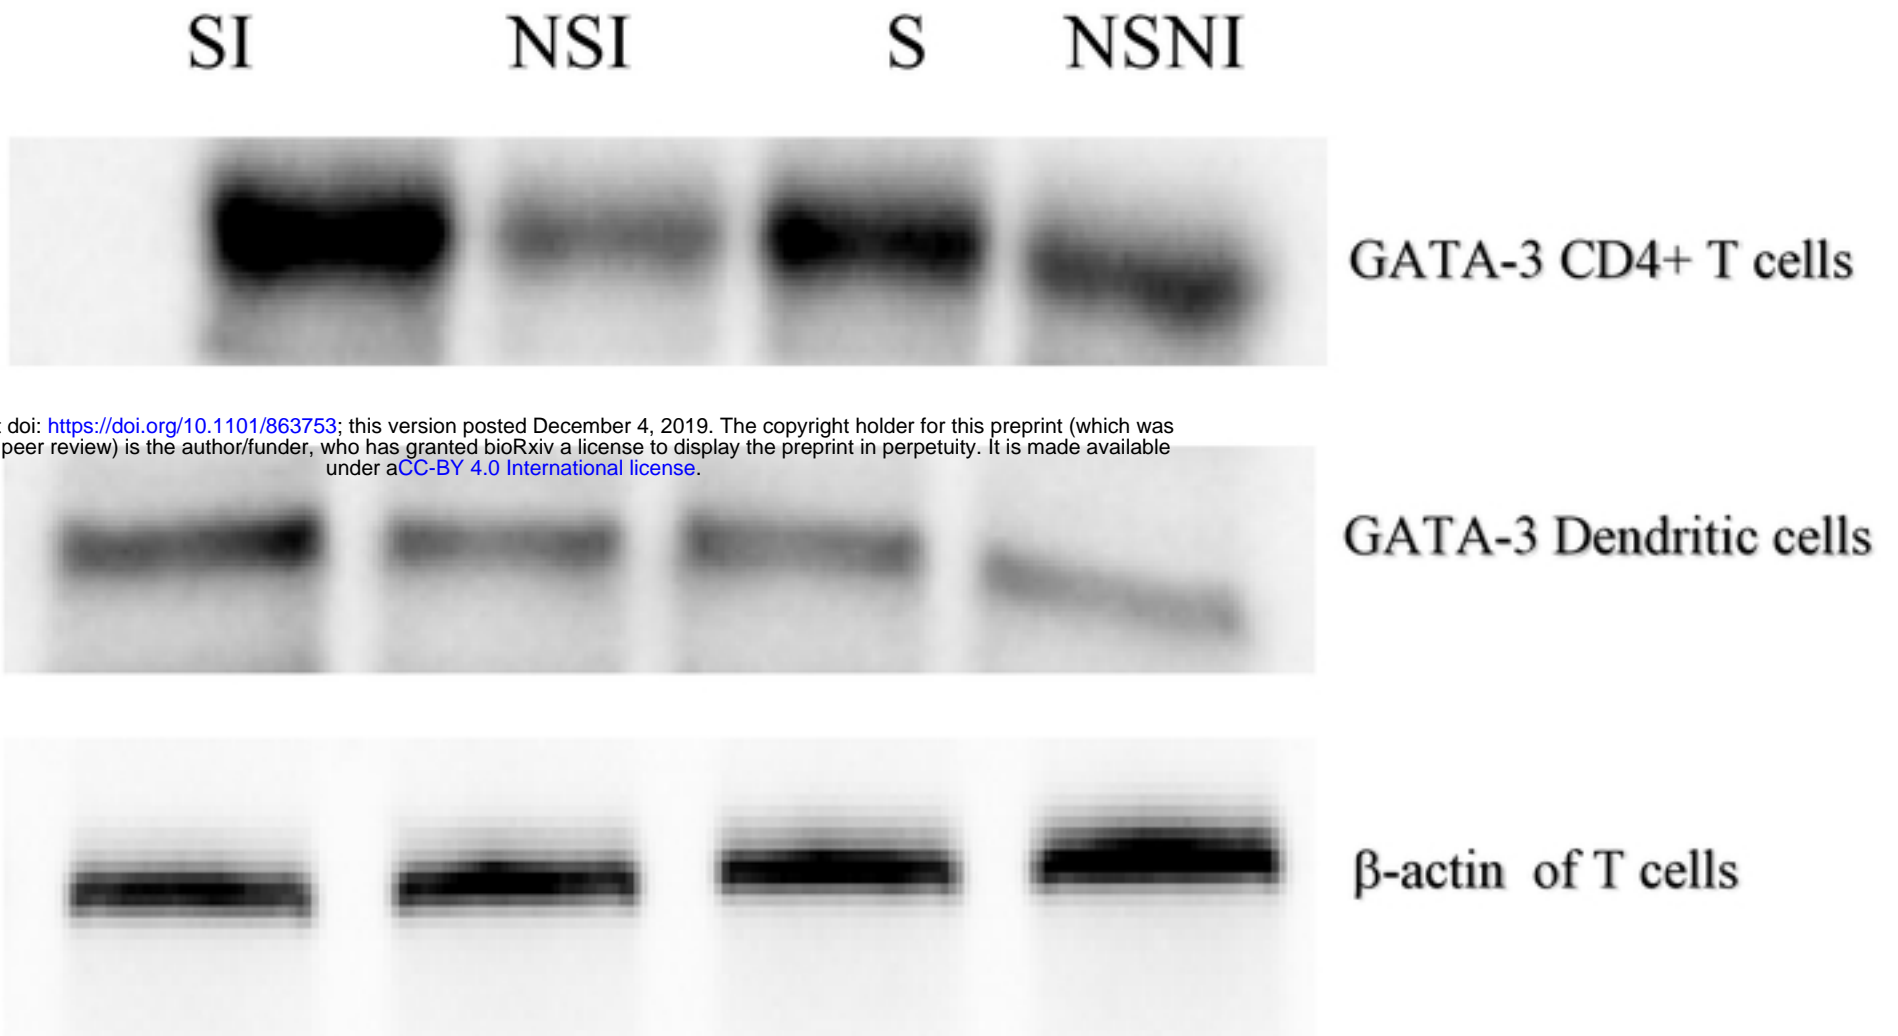 SI NSI S NSNI
GATA-3 CD4+ T cells
: doi: https://doi.org/10.1101/863753; this version posted December 4, 2019. The copyright holder for this preprint (which was
peer review) is the author/funder, who has granted bioRxiv a license to display the preprint in perpetuity. It is made available
under aCC-BY 4.0 International license.
GATA-3 Dendritic cells
β-actin of T cells